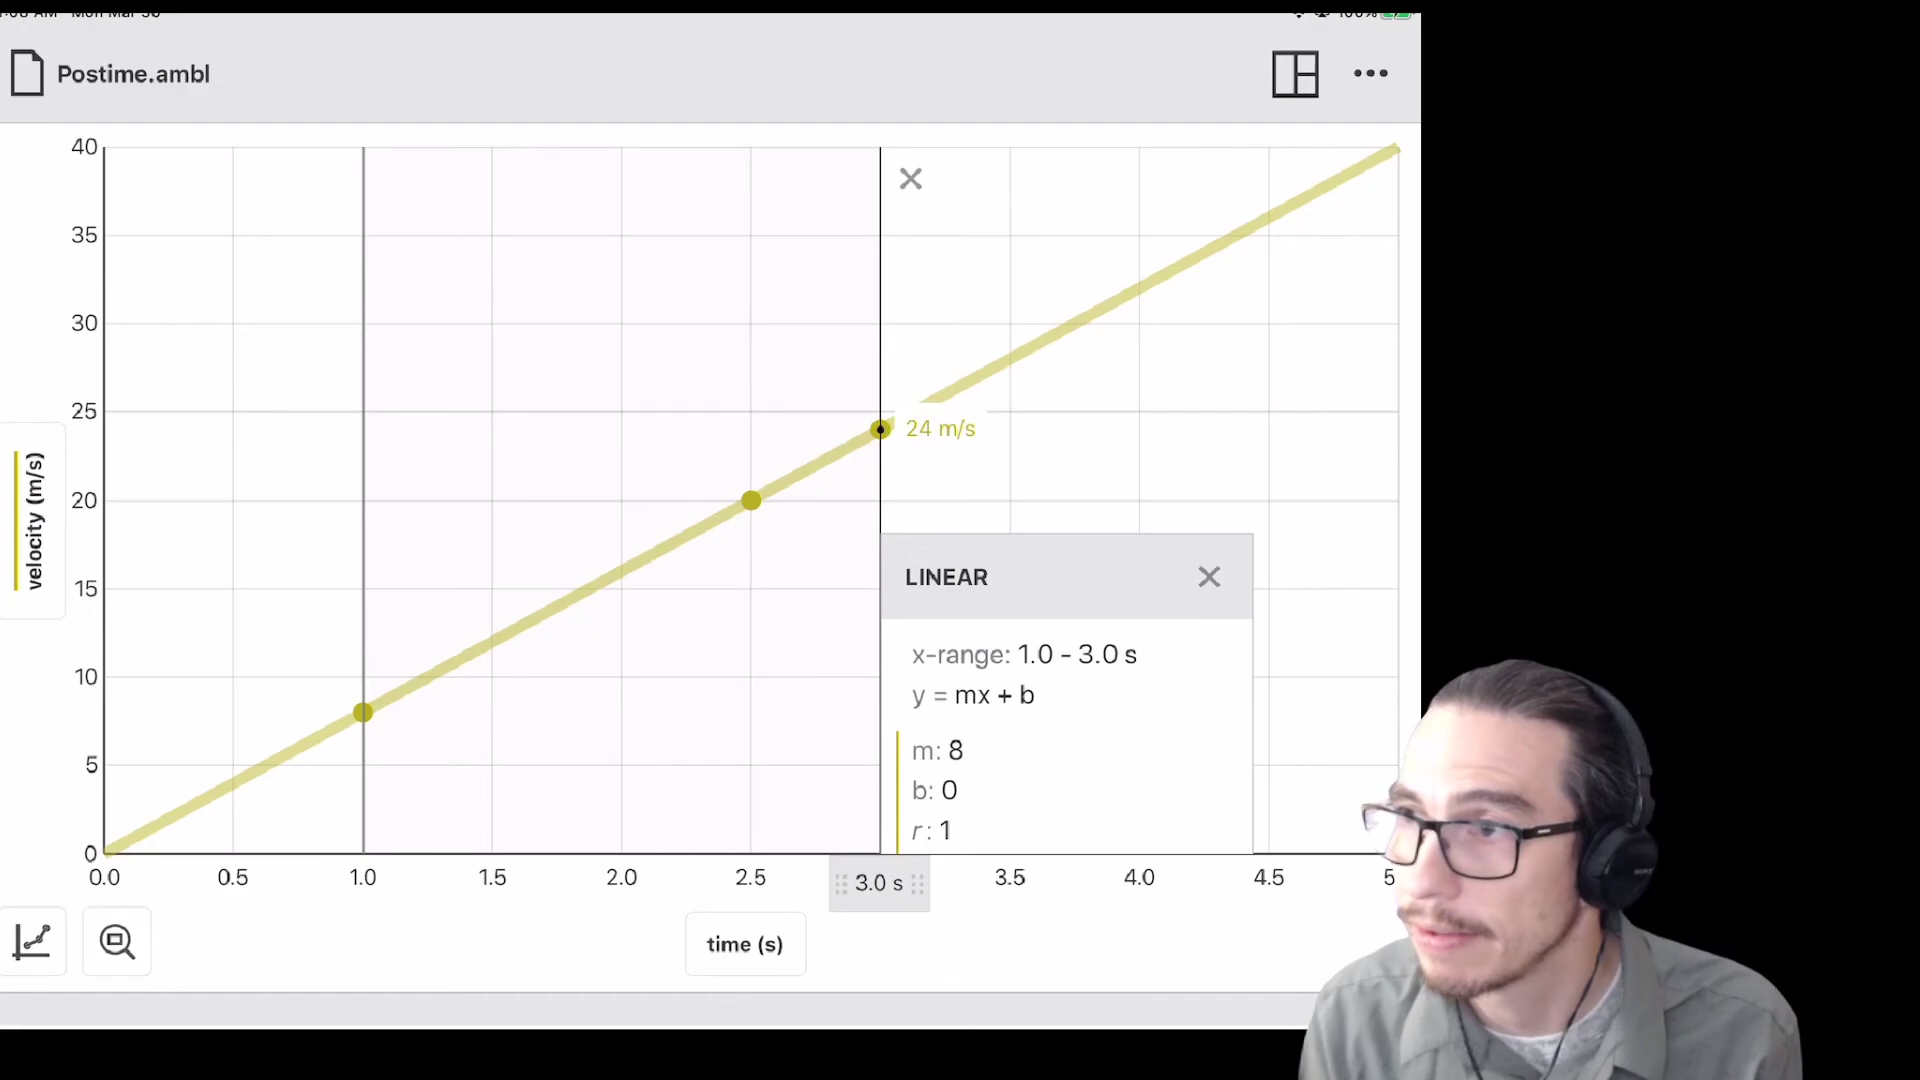 Postime.ambl
40
35
30
25
20
15
10
5
0
velocity (m/s)
24 m/s
LINEAR
x-range: 1.0 - 3.0 s
y = mx + b
m: 8
b: 0
r: 1
0.0 0.5 1.0 1.5 2.0 2.5 3.0 s 3.5 4.0 4.5 5
time (s)